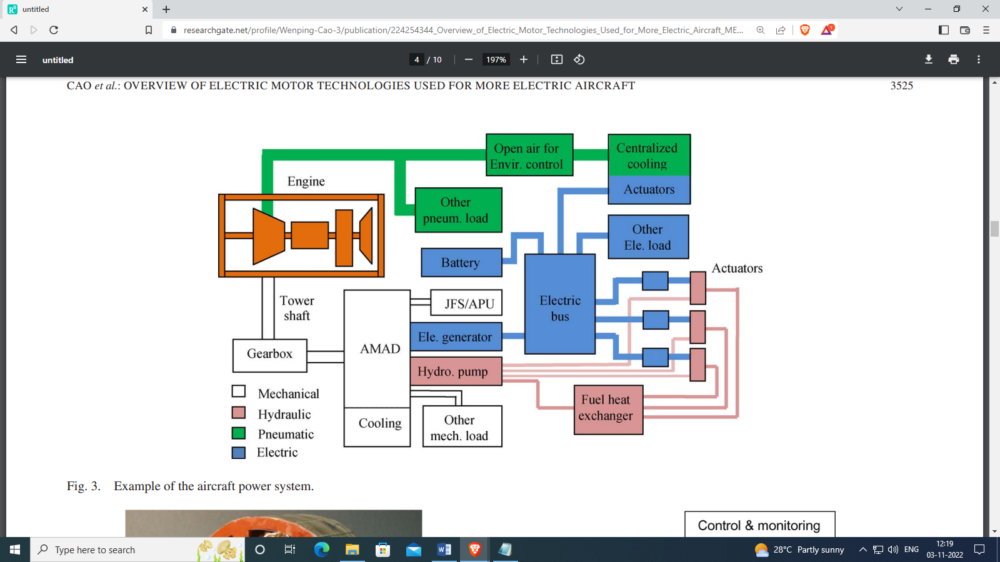 untitled
researchgate.net/profile/Wenping-Cao-3/publication/224254344_Overview_of_Electric_Motor_Technologies_Used_for_More_Electric_Aircraft_ME...
1
untitled
4 / 10
197%
CAO et al.: OVERVIEW OF ELECTRIC MOTOR TECHNOLOGIES USED FOR MORE ELECTRIC AIRCRAFT
3525
Open air for
Envir. control
Centralized
cooling
Actuators
Engine
Other
pneum. load
Other
Ele. load
Battery
Actuators
Tower
shaft
JFS/APU
Electric
bus
Ele. generator
Gearbox
AMAD
Hydro. pump
Mechanical
Hydraulic
Pneumatic
Electric
Cooling
Other
mech. load
Fuel heat
exchanger
Fig. 3. Example of the aircraft power system.
Control & monitoring
Type here to search
28°C Partly sunny
ENG
12:19
03-11-2022